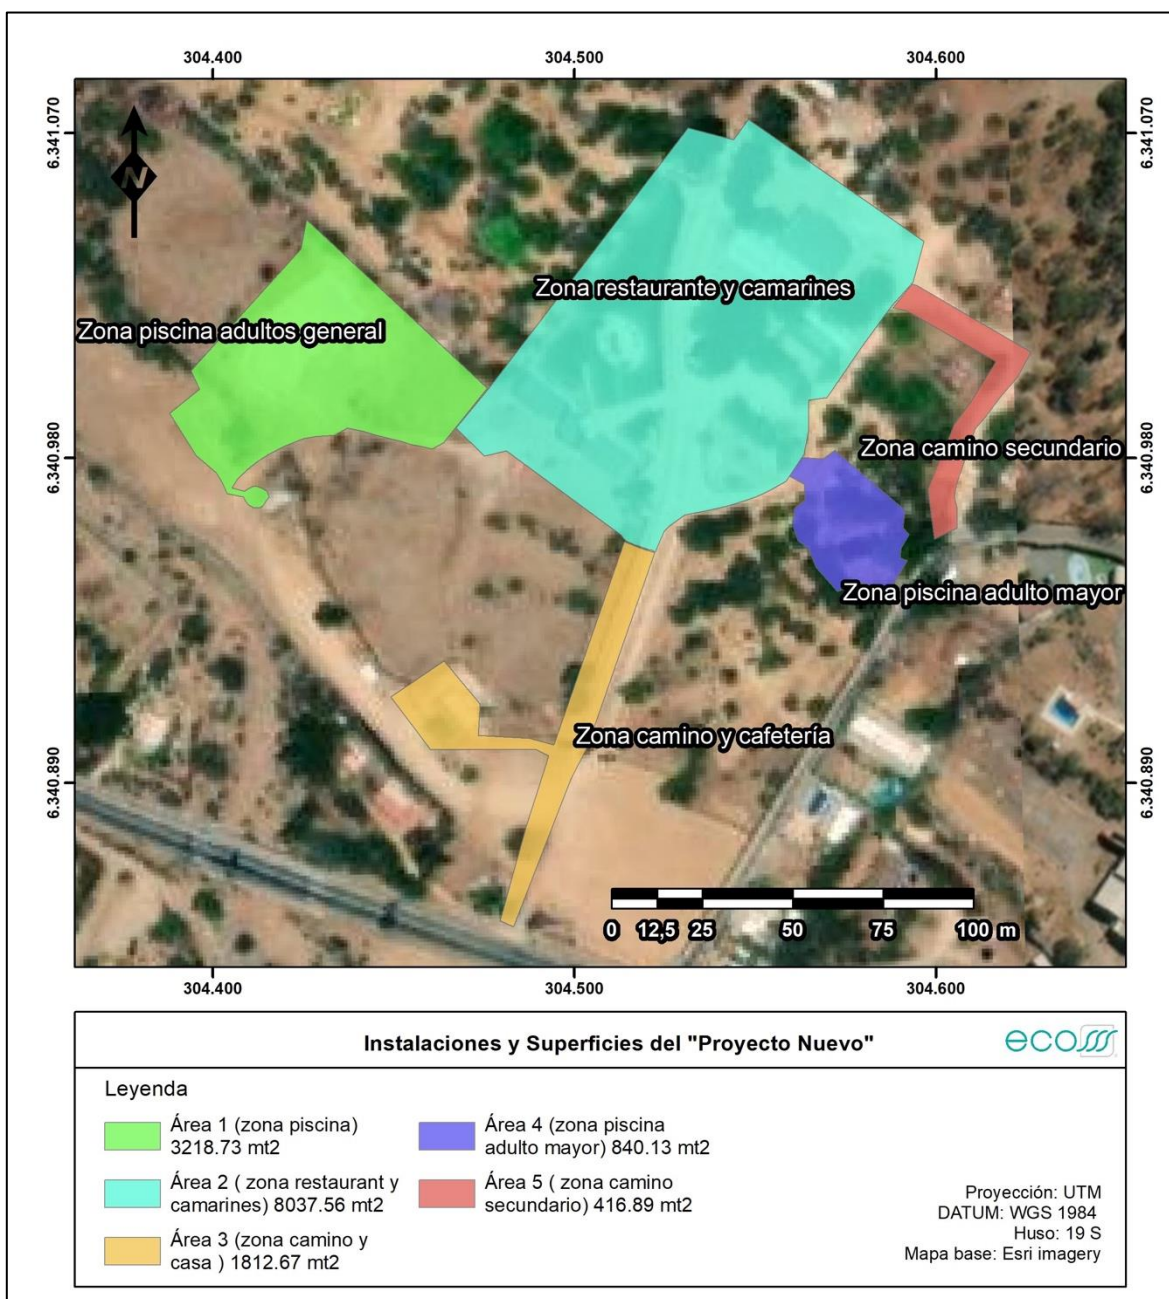 304.400 304.500 304.600
6.341.070 6.341.070
N
Zona restaurante y camarines
Zona piscina adultos general
Zona camino secundario
6.340.980 6.340.980
Zona piscina adulto mayor
Zona camino y cafetería
6.340.890 6.340.890
0 12,5 25 50 75 100 m
304.400 304.500 304.600
Instalaciones y Superficies del "Proyecto Nuevo"
ecosss
Leyenda
Área 1 (zona piscina)
3218.73 mt2
Área 2 ( zona restaurant y
camarines) 8037.56 mt2
Área 3 (zona camino y
casa ) 1812.67 mt2
Área 4 (zona piscina
adulto mayor) 840.13 mt2
Área 5 ( zona camino
secundario) 416.89 mt2
Proyección: UTM
DATUM: WGS 1984
Huso: 19 S
Mapa base: Esri imagery